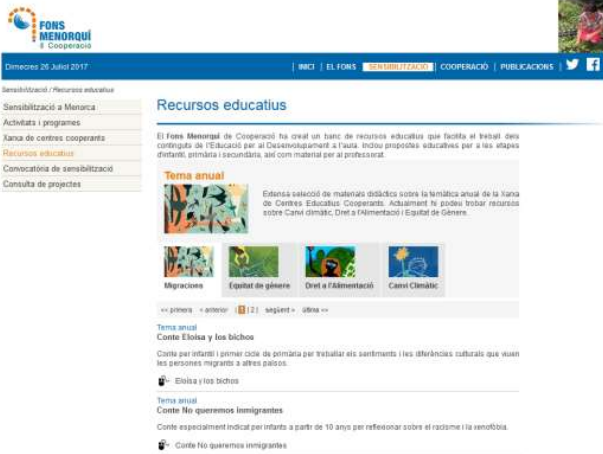 FONS
MENORQUÍ
Cooperació
Dimecres 26 Juliol 2017
| INICI | EL FONS | SENSIBILITZACIÓ | COOPERACIÓ | PUBLICACIONS |
Sensibilització / Recursos educatius
Sensibilització a Menorca
Activitats i programes
Xarxa de centres cooperants
Recursos educatius
Convocatòria de sensibilització
Consulta de projectes
Recursos educatius
El Fons Menorquí de Cooperació ha creat un banc de recursos educatius que facilita el treball dels
continguts de l'Educació per al Desenvolupament a l'aula. Inclou propostes educatives per a les etapes
d'infantil, primària i secundària, així com material per al professorat.
Tema anual
Extensa selecció de materials didàctics sobre la temàtica anual de la Xarxa
de Centres Educatius Cooperants. Actualment hi podeu trobar recursos
sobre Canvi climàtic, Dret a l'Alimentació i Equitat de Gènere.
Migracions
Equitat de gènere
Dret a l'Alimentació
Canvi Climàtic
<< primera < anterior | 1 | 2 | següent > última >>
Tema anual
Conte Eloisa y los bichos
Conte per infantil i primer cicle de primària per treballar els sentiments i les diferències culturals que viuen
les persones migrants a altres països.
Eloisa y los bichos
Tema anual
Conte No queremos inmigrantes
Conte especialment indicat per infants a partir de 10 anys per reflexionar sobre el racisme i la xenofòbia.
Conte No queremos inmigrantes